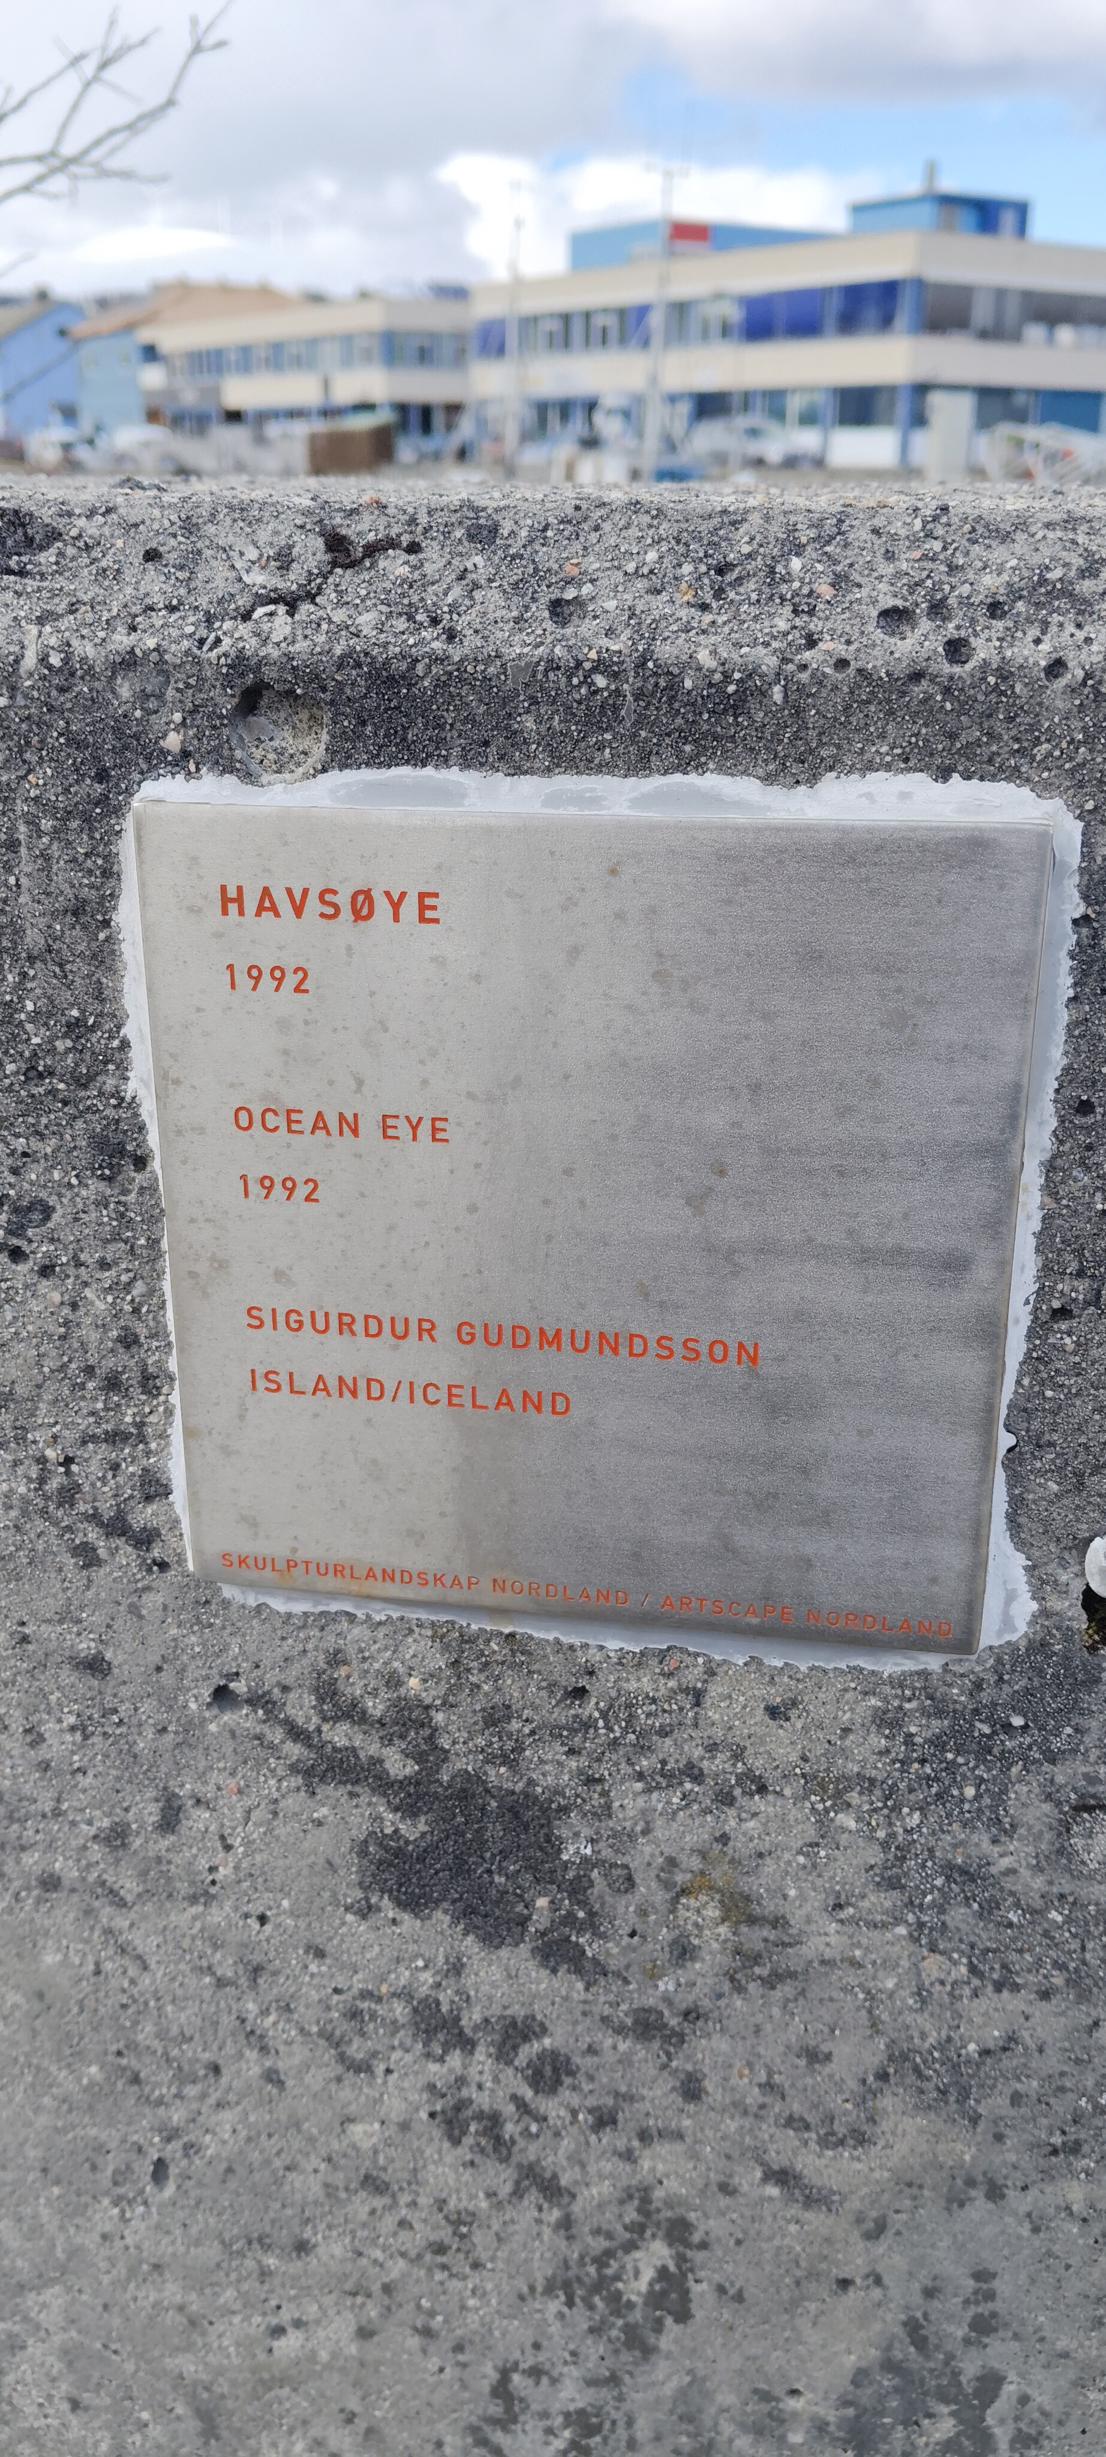 HAVSØYE
1992
OCEAN EYE
1992
SIGURDUR GUDMUNDSSON
ISLAND/ICELAND
SKULPTURLANDSKAP NORDLAND / ARTSCAPE NORDLAND